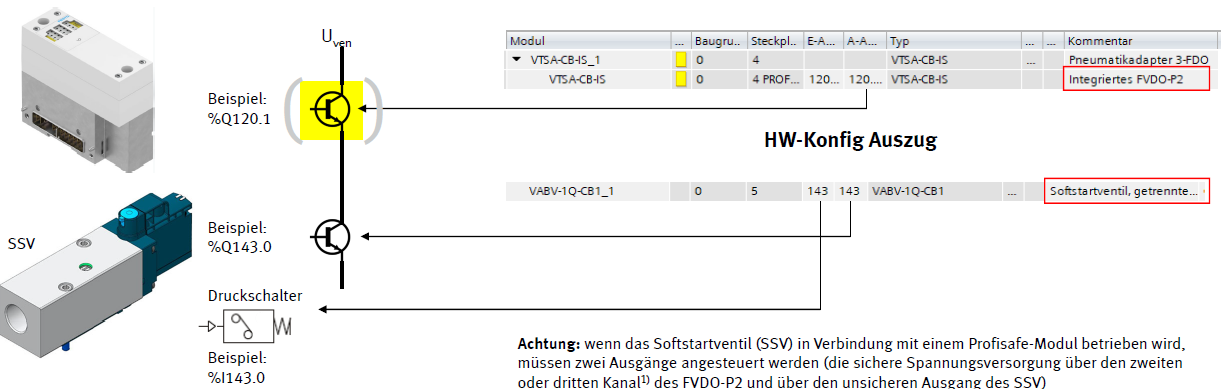 U ven
Modul ... Baugru.. Steckpl.. E-A... A-A... Typ ... ... Kommentar
VTSA-CB-IS_1 0 4 VTSA-CB-IS ... Pneumatikadapter 3-FDO
VTSA-CB-IS 0 4 PROF... 120... 120.... VTSA-CB-IS Integriertes FVDO-P2
Beispiel:
%Q120.1
HW-Konfig Auszug
VABV-1Q-CB1_1 0 5 143 143 VABV-1Q-CB1 ... Softstartventil, getrennte...
SSV
Beispiel:
%Q143.0
Druckschalter
Beispiel:
%I143.0
Achtung: wenn das Softstartventil (SSV) in Verbindung mit einem Profisafe-Modul betrieben wird,
müssen zwei Ausgänge angesteuert werden (die sichere Spannungsversorgung über den zweiten
oder dritten Kanal1) des FVDO-P2 und über den unsicheren Ausgang des SSV)